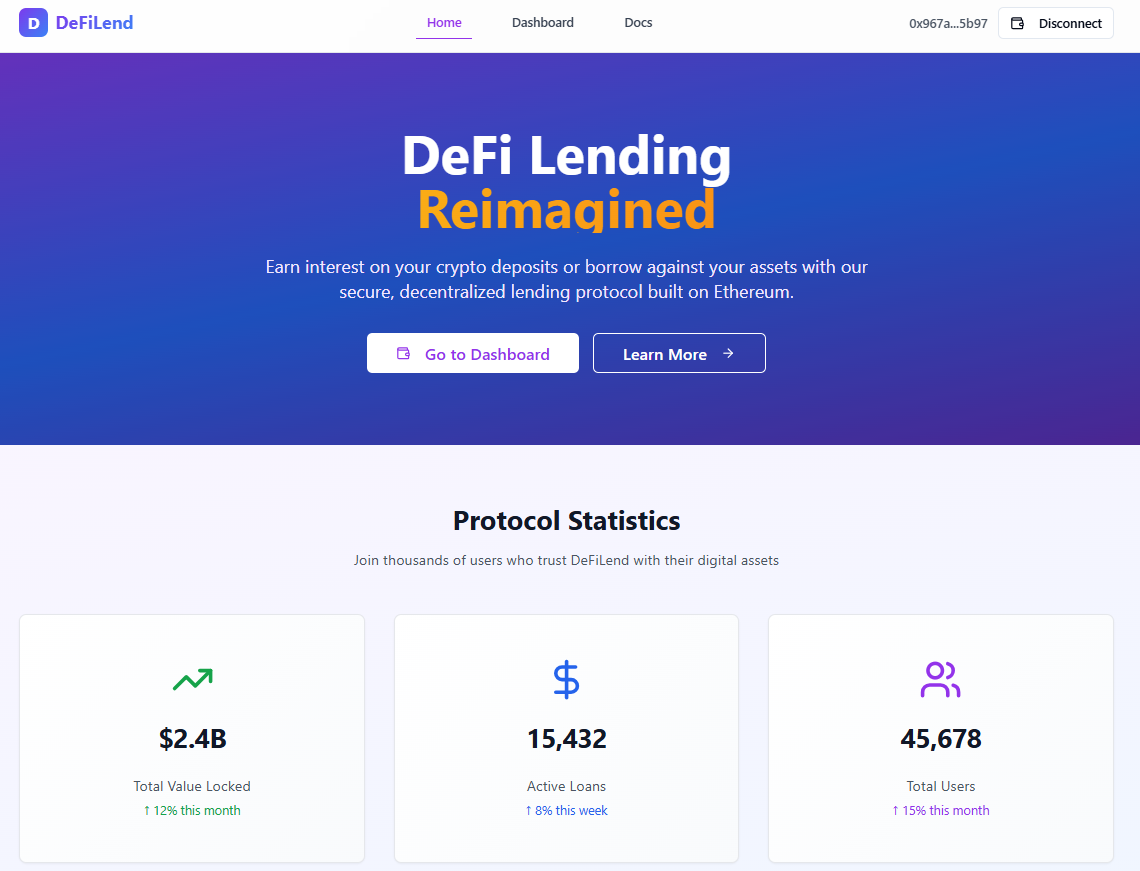 D DeFiLend
Home Dashboard Docs
0x967a...5b97 Disconnect
DeFi Lending
Reimagined
Earn interest on your crypto deposits or borrow against your assets with our
secure, decentralized lending protocol built on Ethereum.
Go to Dashboard
Learn More →
Protocol Statistics
Join thousands of users who trust DeFiLend with their digital assets
$2.4B
Total Value Locked
↑ 12% this month
15,432
Active Loans
↑ 8% this week
45,678
Total Users
↑ 15% this month